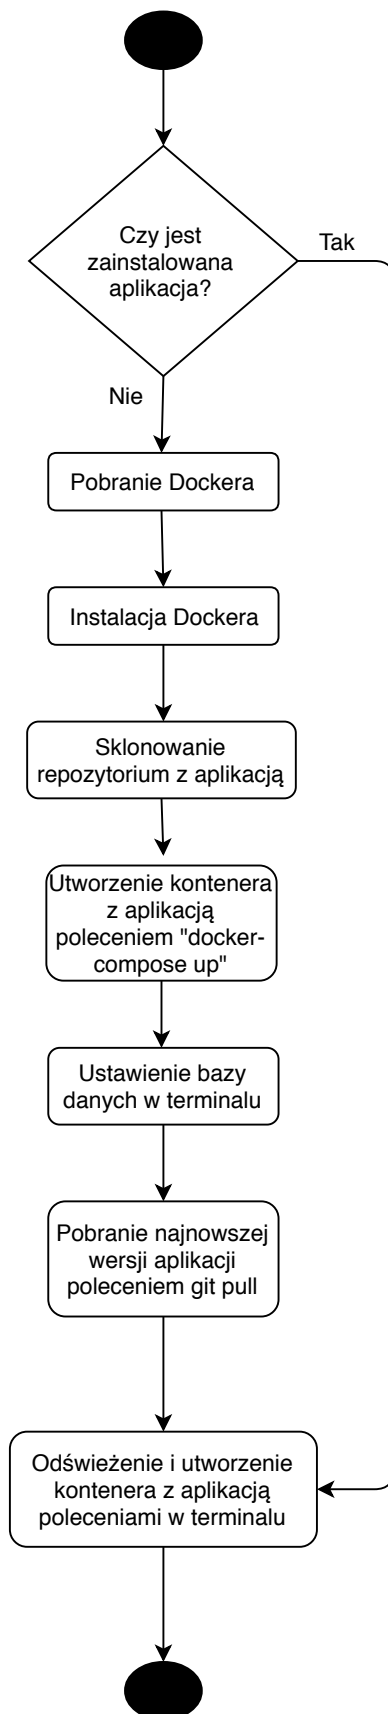 Czy jest
zainstalowana
aplikacja?
Tak
Nie
Pobranie Dockera
Instalacja Dockera
Sklonowanie
repozytorium z aplikacją
Utworzenie kontenera
z aplikacją
poleceniem "docker-
compose up"
Ustawienie bazy
danych w terminalu
Pobranie najnowszej
wersji aplikacji
poleceniem git pull
Odświeżenie i utworzenie
kontenera z aplikacją
poleceniami w terminalu